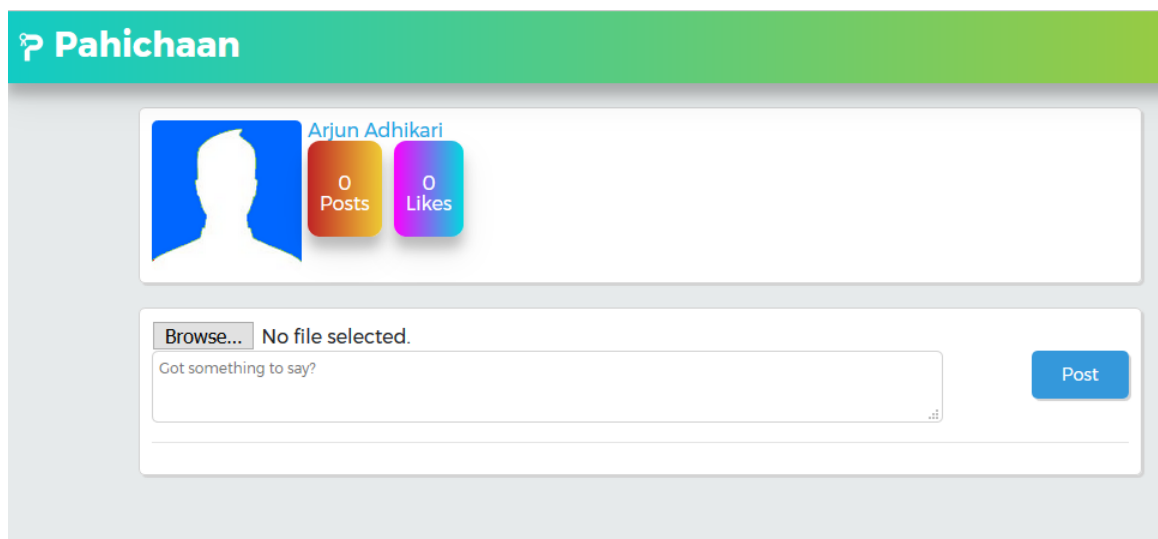 Pahichaan
Arjun Adhikari
0
Posts
0
Likes
Browse... No file selected.
Got something to say?
Post